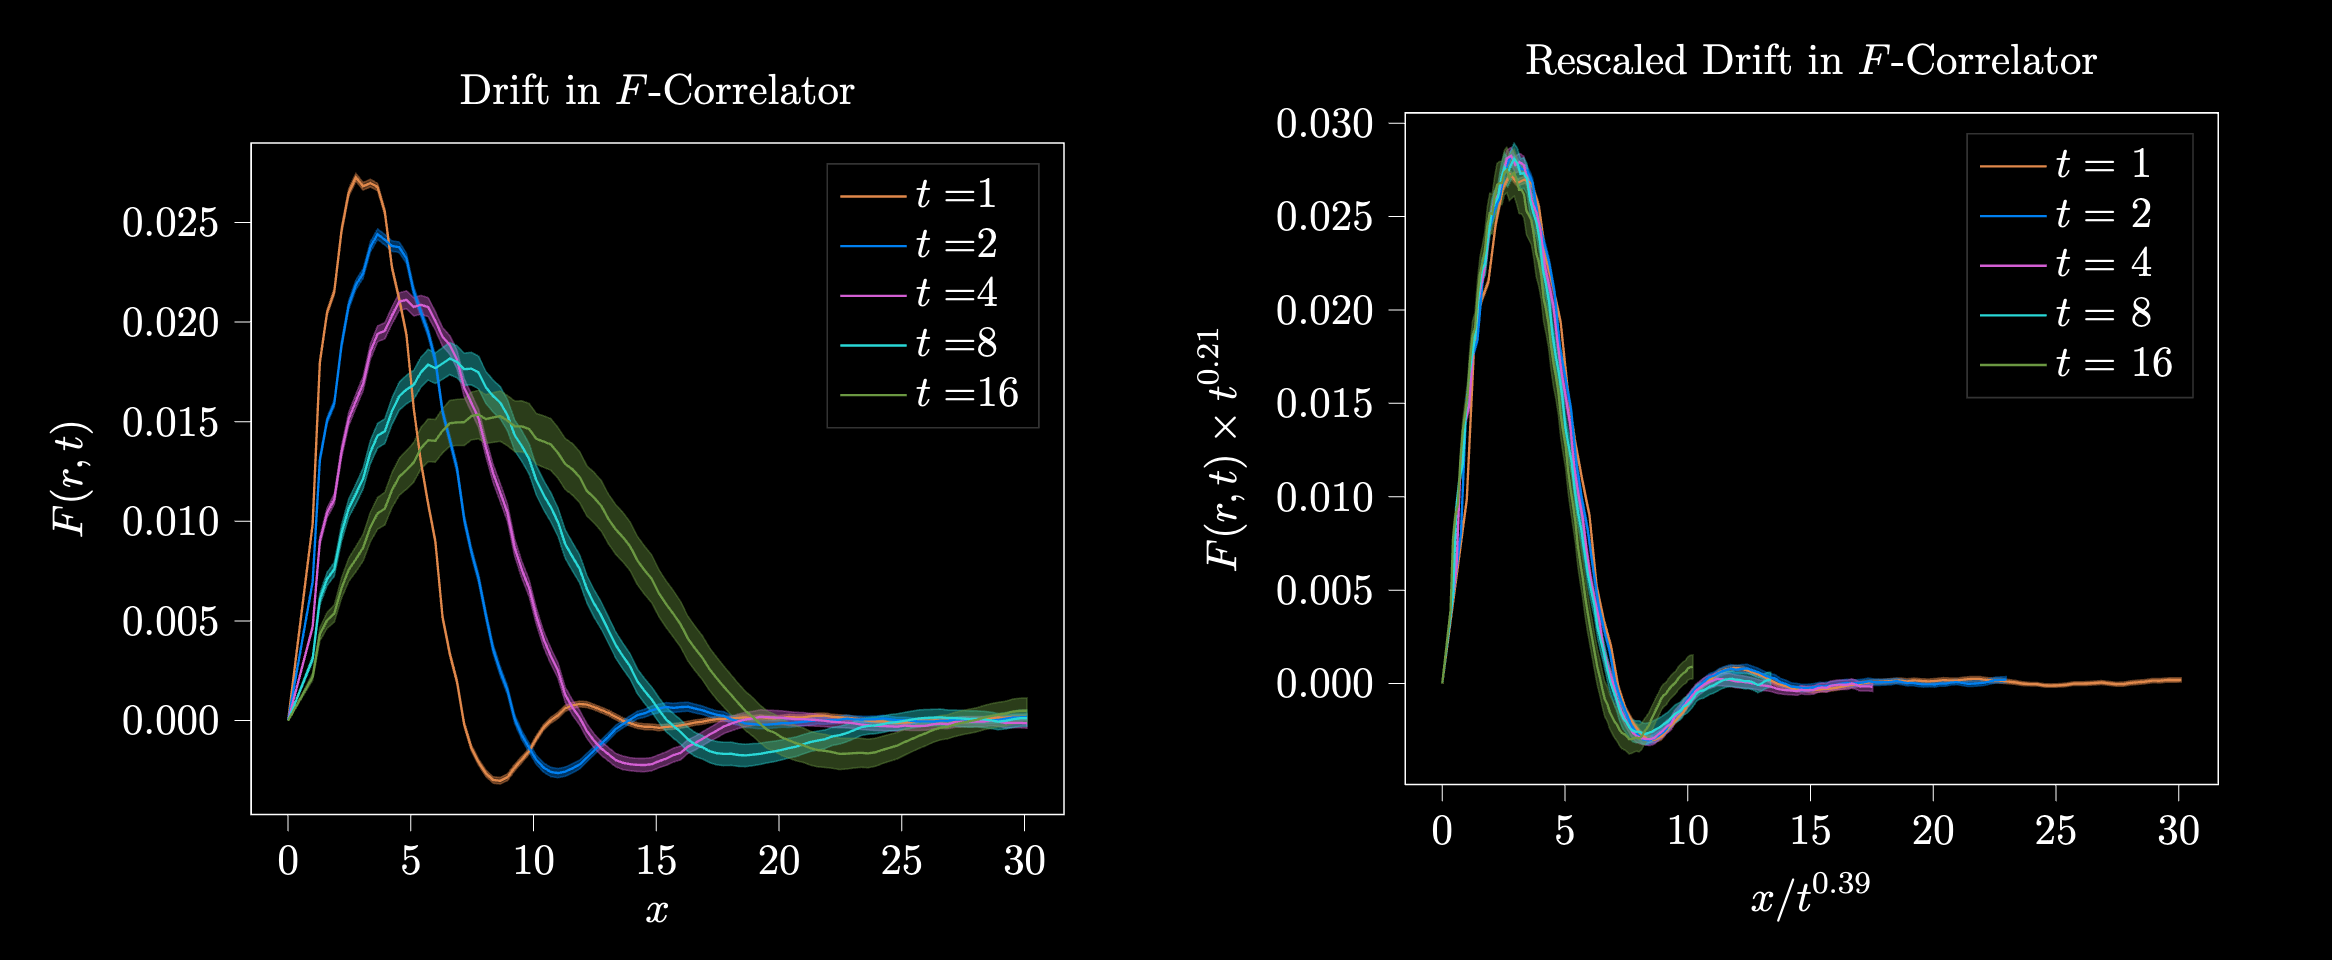 Drift in F-Correlator
F(r, t)
0.025
0.020
0.015
0.010
0.005
0.000
0 5 10 15 20 25 30
x
t =1
t =2
t =4
t =8
t =16
Rescaled Drift in F-Correlator
F(r, t) × t^0.21
0.030
0.025
0.020
0.015
0.010
0.005
0.000
0 5 10 15 20 25 30
x/t^0.39
t = 1
t = 2
t = 4
t = 8
t = 16